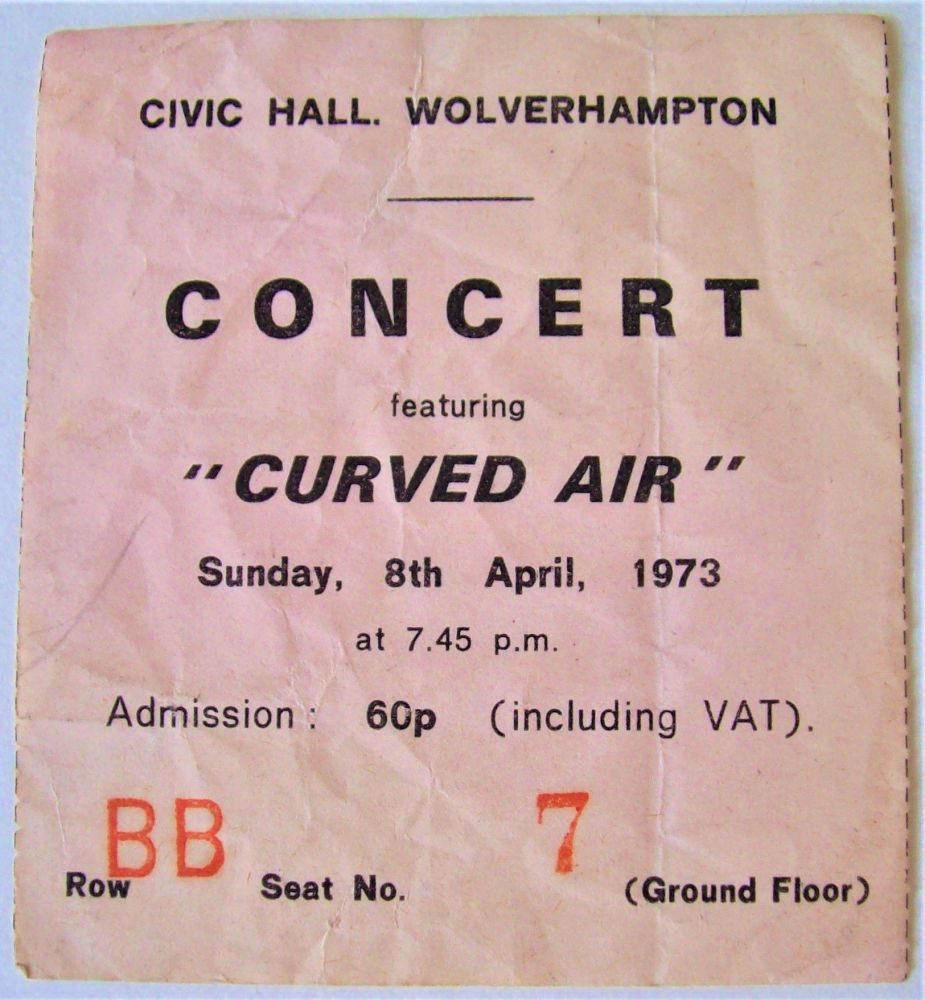 CIVIC HALL. WOLVERHAMPTON
CONCERT
featuring
"CURVED AIR"
Sunday, 8th April, 1973
at 7.45 p.m.
Admission : 60p (including VAT).
Row BB Seat No. 7 (Ground Floor)